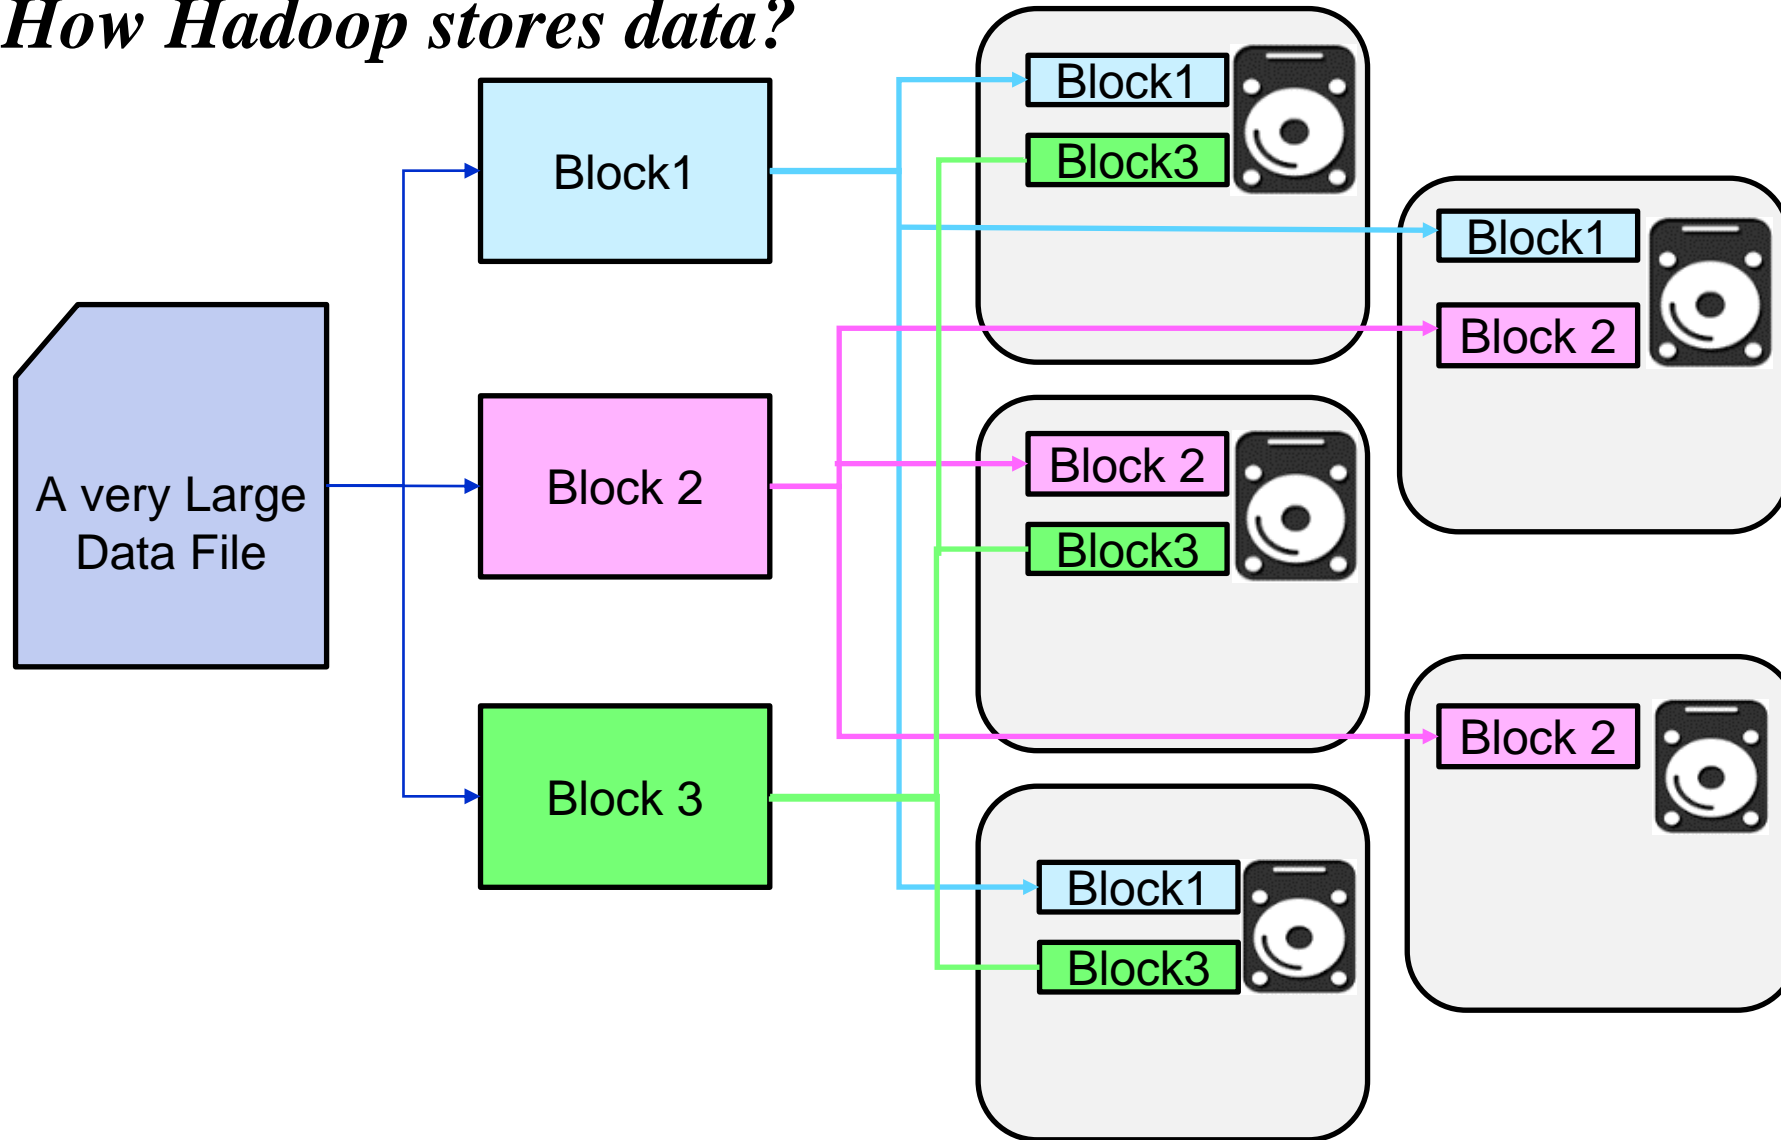 How Hadoop stores data?
Block1
Block3
Block1
Block1
Block 2
A very Large
Data File
Block 2
Block 2
Block3
Block 3
Block 2
Block1
Block3